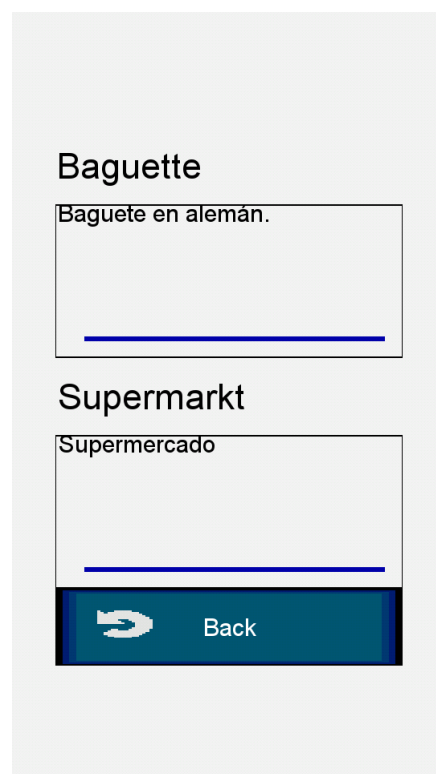 Baguette
Baguete en alemán.
Supermarkt
Supermercado
Back